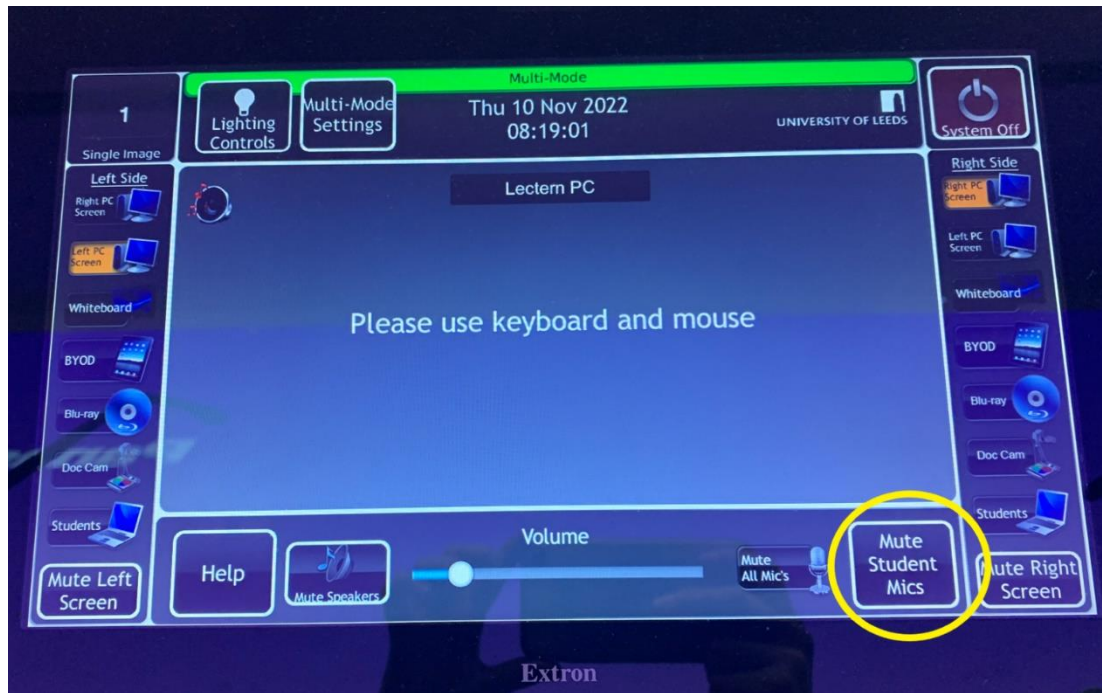 Multi-Mode
1
Single Image
Lighting
Controls
Multi-Mode
Settings
Thu 10 Nov 2022
08:19:01
UNIVERSITY OF LEEDS
System Off
Left Side
Right PC
Screen
Left PC
Screen
Whiteboard
BYOD
Blu-ray
Doc Cam
Students
Mute Left
Screen
Lectern PC
Please use keyboard and mouse
Right Side
Right PC
Screen
Left PC
Screen
Whiteboard
BYOD
Blu-ray
Doc Cam
Students
Mute Right
Screen
Help
Mute Speakers
Volume
Mute
All Mic's
Mute
Student
Mics
Extron